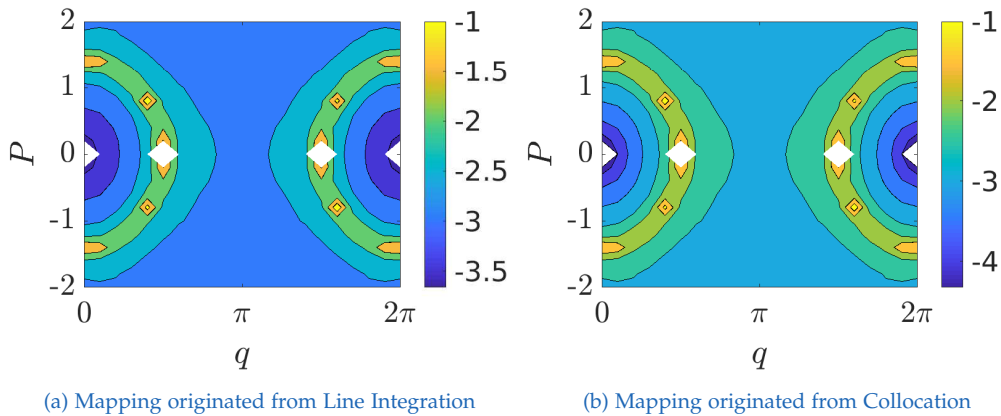 2
1
0
-1
-2
P
0
π
2π
q
-1
-1.5
-2
-2.5
-3
-3.5
(a) Mapping originated from Line Integration
2
1
0
-1
-2
P
0
π
2π
q
-1
-2
-3
-4
(b) Mapping originated from Collocation